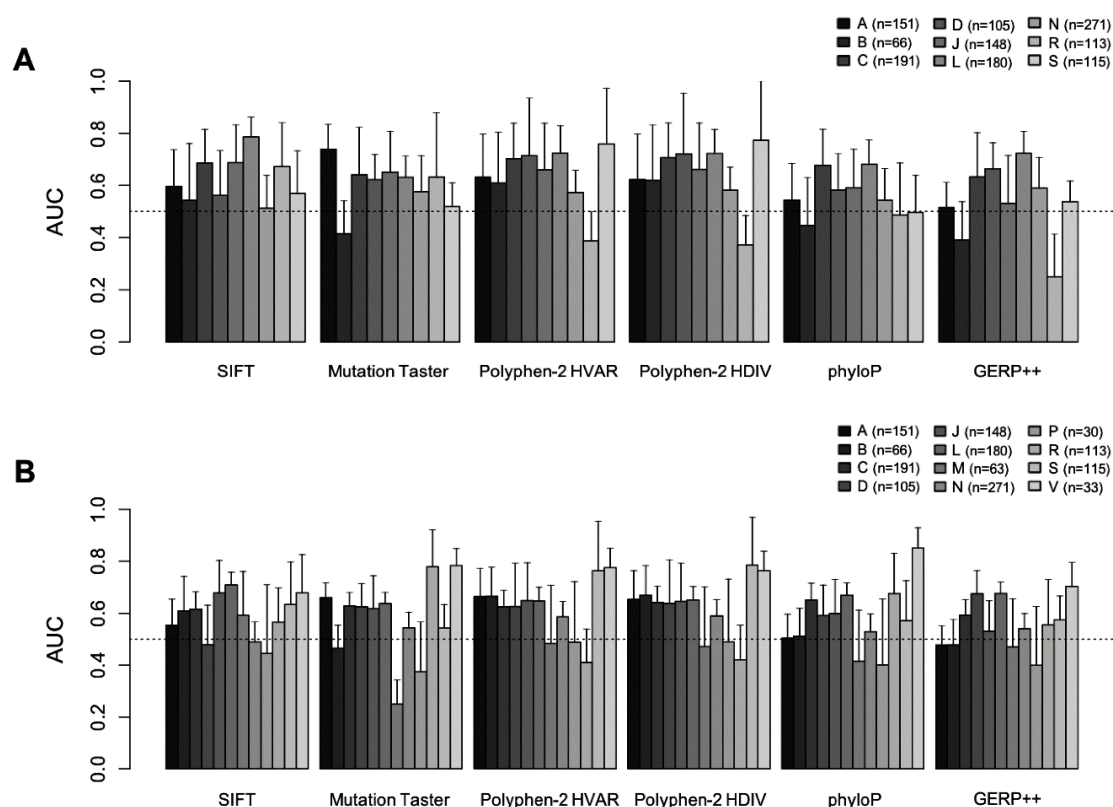 A (n=151) D (n=105) N (n=271)
B (n=66) J (n=148) R (n=113)
C (n=191) L (n=180) S (n=115)
A
1.0
0.8
0.6
0.4
0.2
0.0
AUC
SIFT Mutation Taster Polyphen-2 HVAR Polyphen-2 HDIV phyloP GERP++
A (n=151) J (n=148) P (n=30)
B (n=66) L (n=180) R (n=113)
C (n=191) M (n=63) S (n=115)
D (n=105) N (n=271) V (n=33)
B
1.0
0.8
0.6
0.4
0.2
0.0
AUC
SIFT Mutation Taster Polyphen-2 HVAR Polyphen-2 HDIV phyloP GERP++